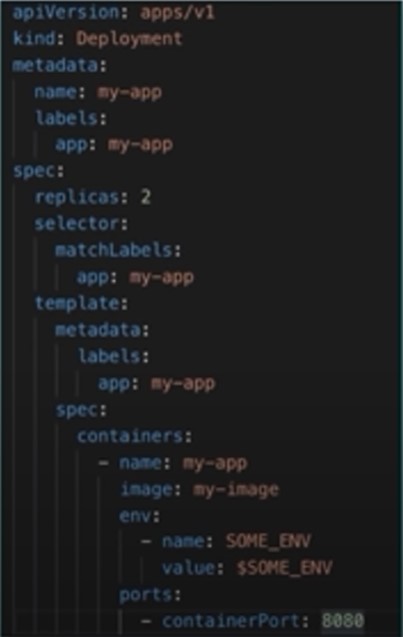 apiVersion: apps/v1
kind: Deployment
metadata:
  name: my-app
  labels:
    app: my-app
spec:
  replicas: 2
  selector:
    matchLabels:
      app: my-app
  template:
    metadata:
      labels:
        app: my-app
    spec:
      containers:
        - name: my-app
          image: my-image
          env:
            - name: SOME_ENV
              value: $SOME_ENV
          ports:
            - containerPort: 8080